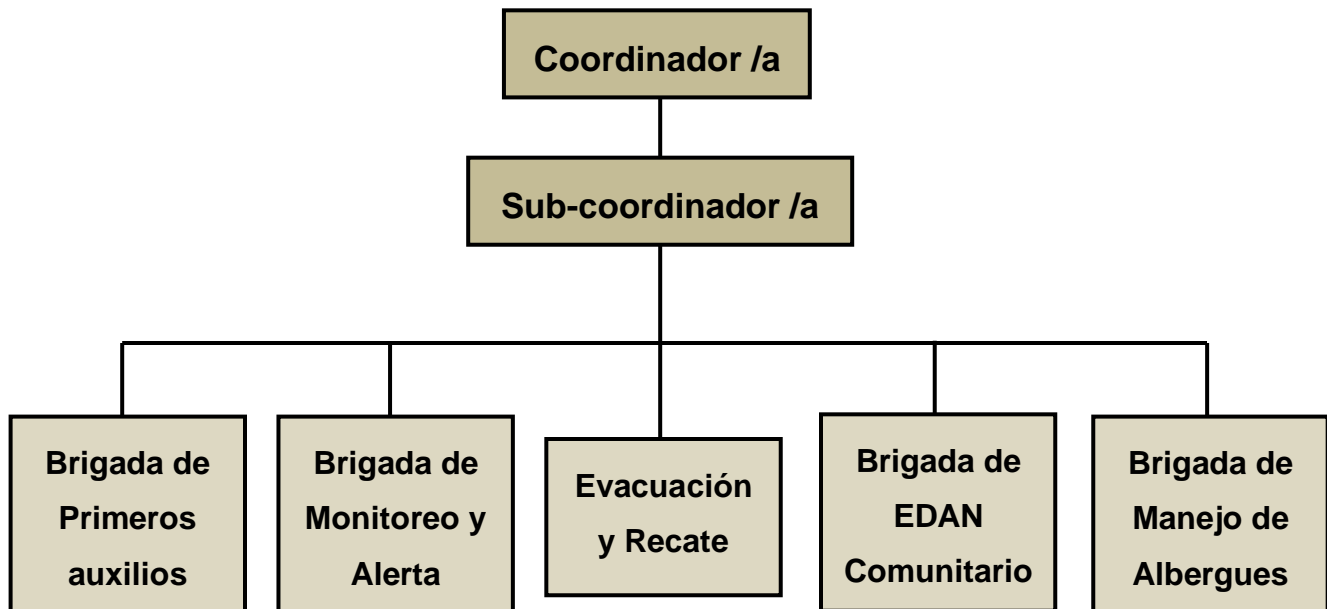 Coordinador /a
Sub-coordinador /a
Brigada de
Primeros
auxilios
Brigada de
Monitoreo y
Alerta
Evacuación
y Recate
Brigada de
EDAN
Comunitario
Brigada de
Manejo de
Albergues